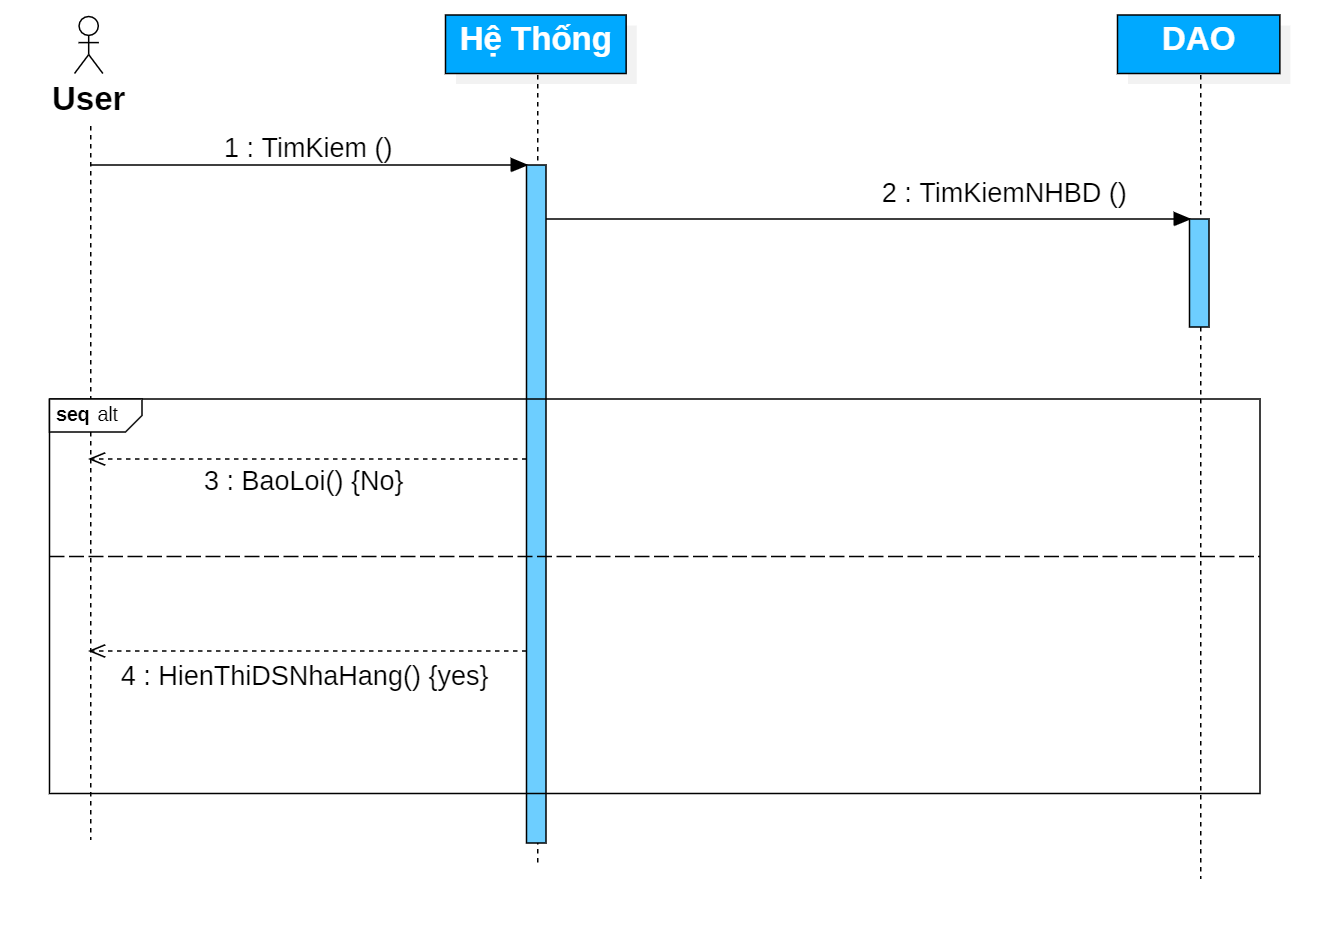 User
Hệ Thống
DAO
1 : TimKiem ()
2 : TimKiemNHBD ()
seq alt
3 : BaoLoi() {No}
4 : HienThiDSNhaHang() {yes}